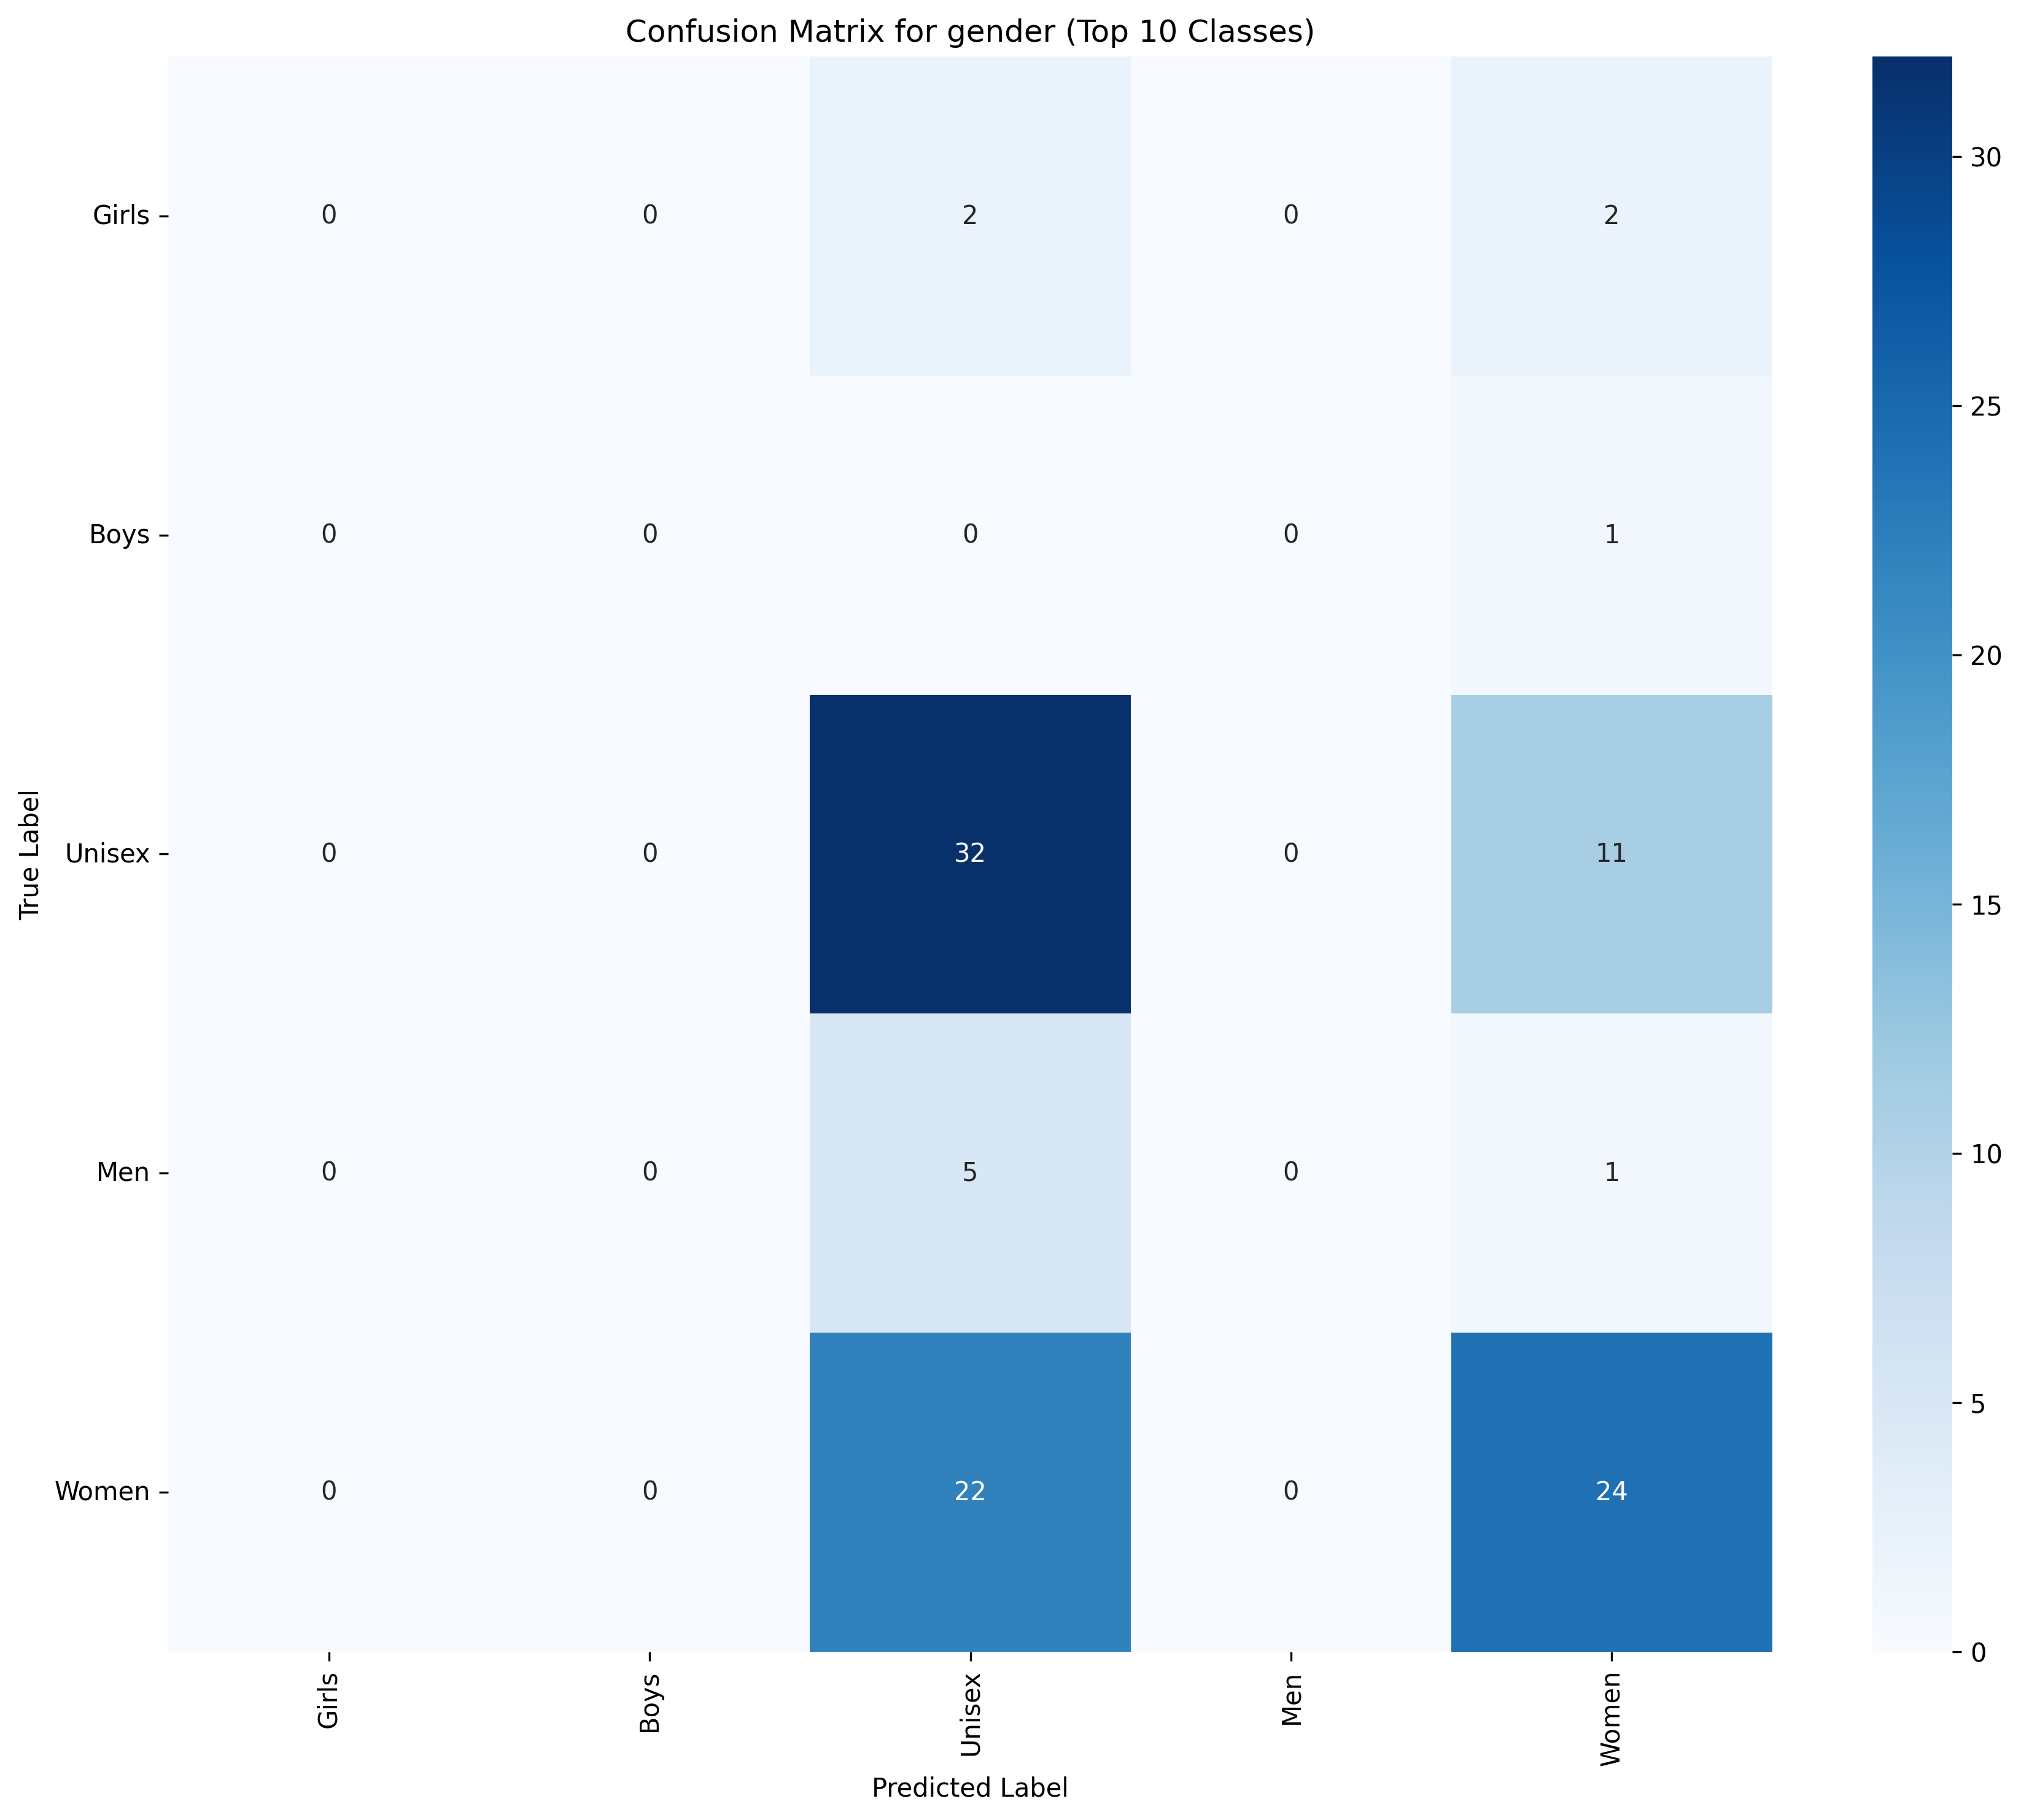 Confusion Matrix for gender (Top 10 Classes)
True Label
Girls 0 0 2 0 2
Boys 0 0 0 0 1
Unisex 0 0 32 0 11
Men 0 0 5 0 1
Women 0 0 22 0 24
Girls Boys Unisex Men Women
Predicted Label
30
25
20
15
10
5
0